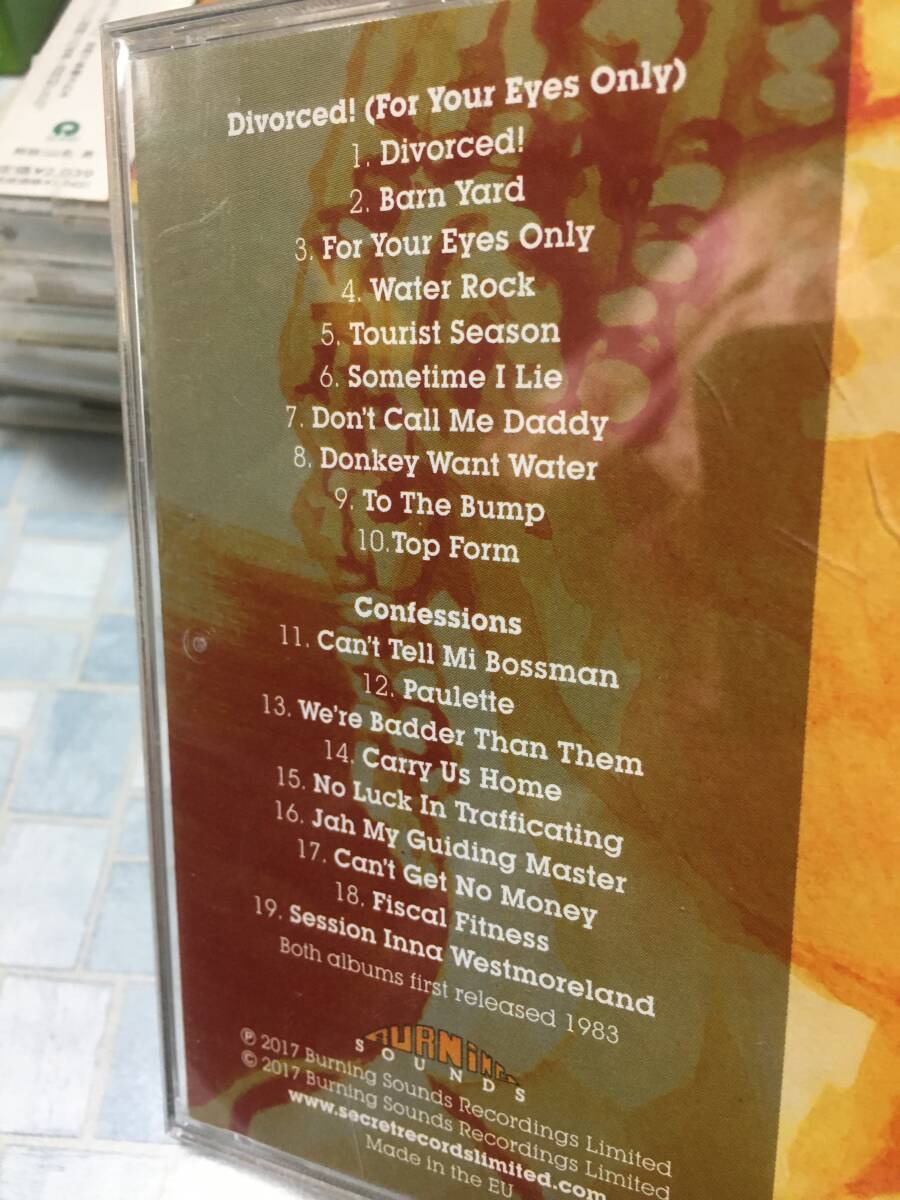 Divorced! (For Your Eyes Only)
1. Divorced!
2. Barn Yard
3. For Your Eyes Only
4. Water Rock
5. Tourist Season
6. Sometime I Lie
7. Don't Call Me Daddy
8. Donkey Want Water
9. To The Bump
10. Top Form
Confessions
11. Can't Tell Mi Bossman
12. Paulette
13. We're Badder Than Them
14. Carry Us Home
15. No Luck In Trafficating
16. Jah My Guiding Master
17. Can't Get No Money
18. Fiscal Fitness
19. Session Inna Westmoreland
Both albums first released 1983
BURNING
SOUNDS
℗ 2017 Burning Sounds Recordings Limited
© 2017 Burning Sounds Recordings Limited
www.secretrecordslimited.com
Made in the EU